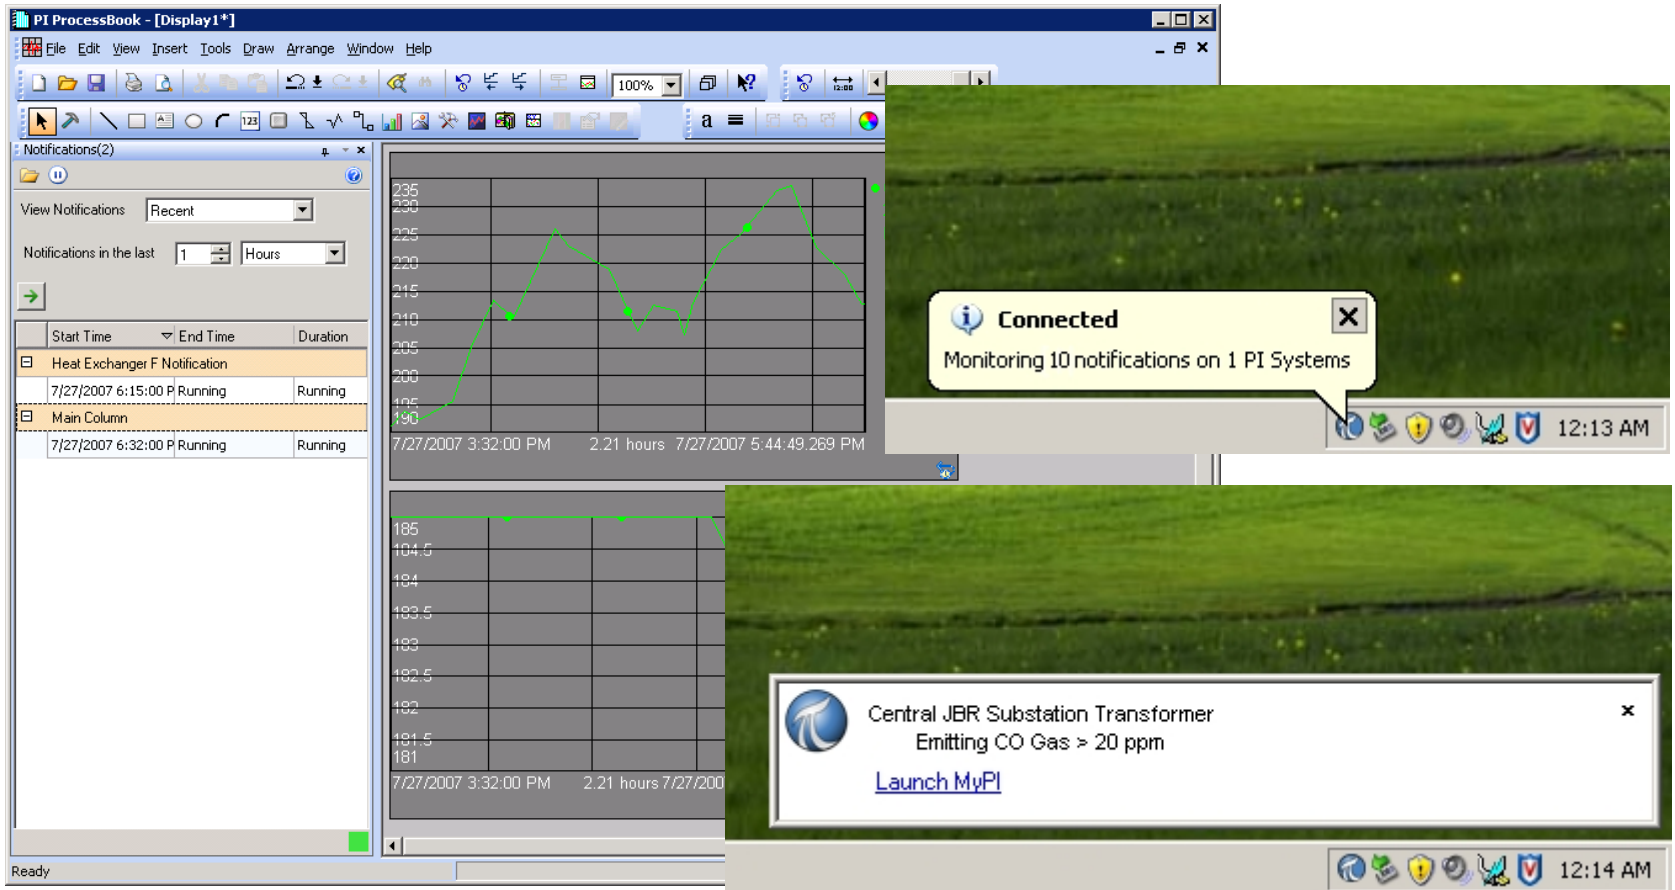 PI ProcessBook - [Display1*]
File Edit View Insert Tools Draw Arrange Window Help
100%
12:00
123
a
Notifications(2)
View Notifications Recent
Notifications in the last 1 Hours
Start Time End Time Duration
Heat Exchanger F Notification
7/27/2007 6:15:00 P Running Running
Main Column
7/27/2007 6:32:00 P Running Running
Ready
235
230
225
220
215
210
205
200
195
190
7/27/2007 3:32:00 PM 2.21 hours 7/27/2007 5:44:49.269 PM
185
184.5
184
183.5
183
182.5
182
181.5
181
7/27/2007 3:32:00 PM 2.21 hours 7/27/200
Connected
Monitoring 10 notifications on 1 PI Systems
12:13 AM
Central JBR Substation Transformer
Emitting CO Gas > 20 ppm
Launch MyPI
12:14 AM